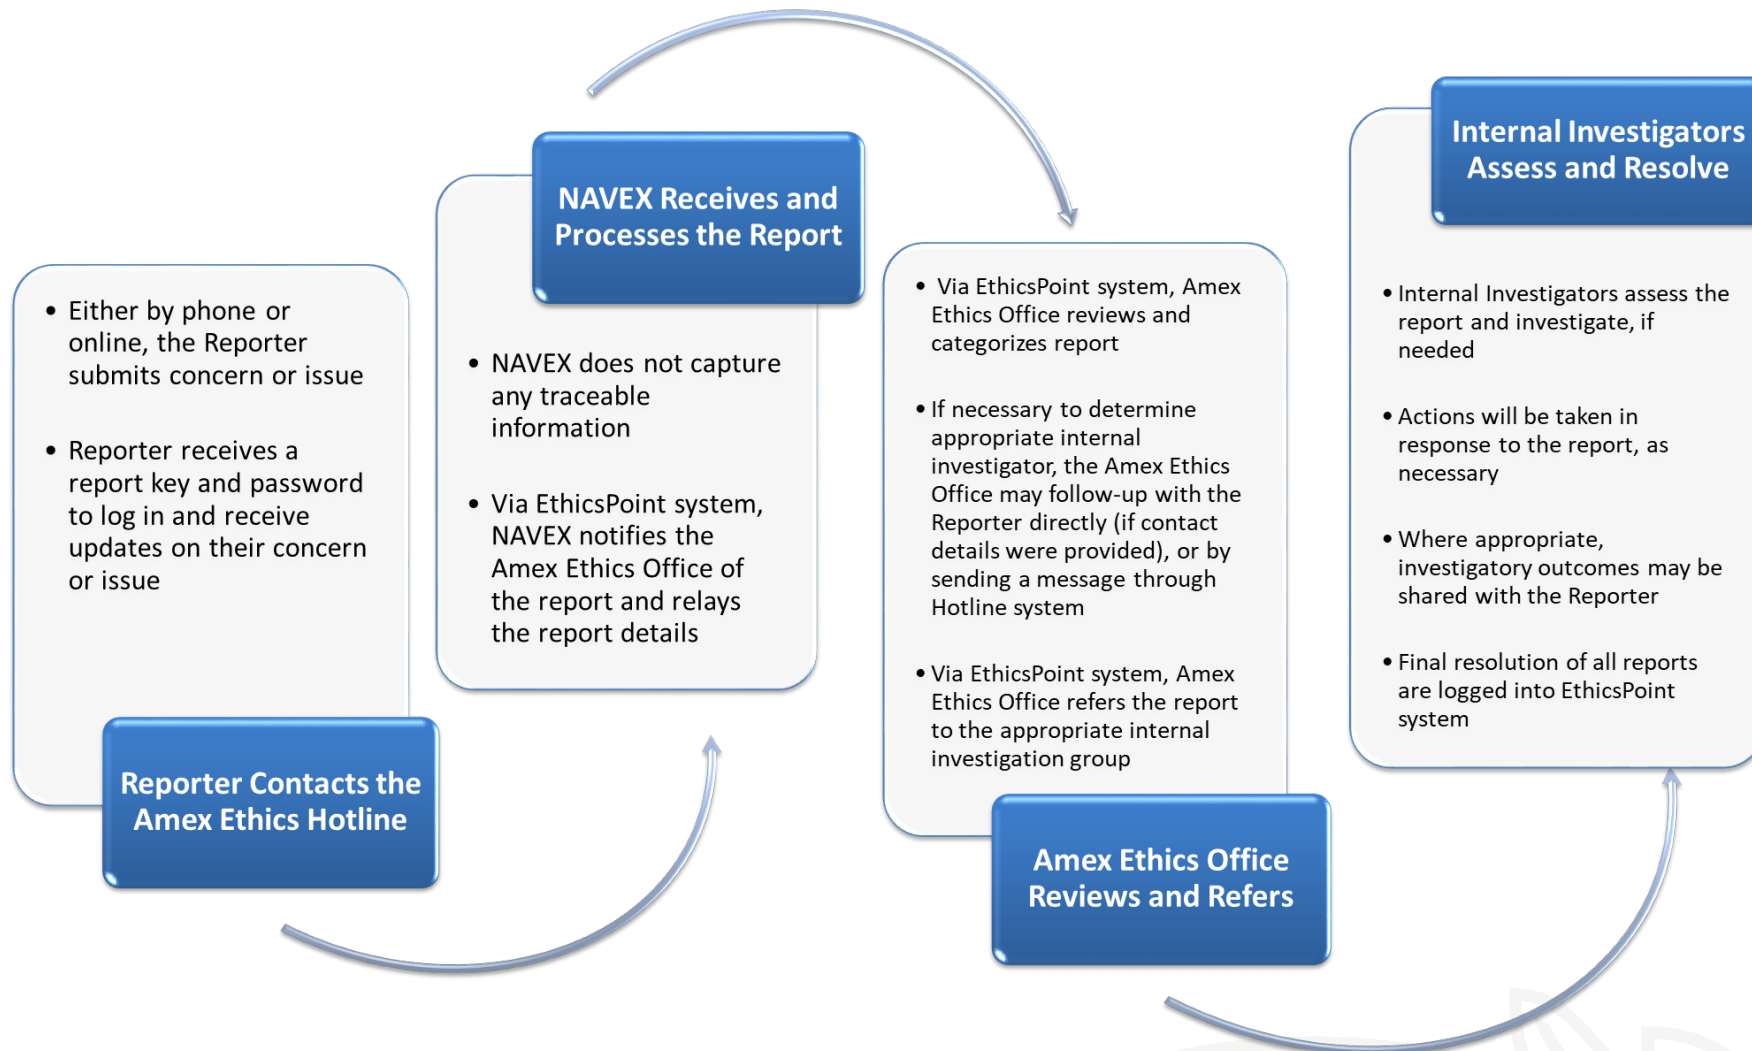 • Either by phone or
online, the Reporter
submits concern or issue
• Reporter receives a
report key and password
to log in and receive
updates on their concern
or issue
Reporter Contacts the
Amex Ethics Hotline
NAVEX Receives and
Processes the Report
• NAVEX does not capture
any traceable
information
• Via EthicsPoint system,
NAVEX notifies the
Amex Ethics Office of
the report and relays
the report details
• Via EthicsPoint system, Amex
Ethics Office reviews and
categorizes report
• If necessary to determine
appropriate internal
investigator, the Amex Ethics
Office may follow-up with the
Reporter directly (if contact
details were provided), or by
sending a message through
Hotline system
• Via EthicsPoint system, Amex
Ethics Office refers the report
to the appropriate internal
investigation group
Amex Ethics Office
Reviews and Refers
Internal Investigators
Assess and Resolve
• Internal Investigators assess the
report and investigate, if
needed
• Actions will be taken in
response to the report, as
necessary
• Where appropriate,
investigatory outcomes may be
shared with the Reporter
• Final resolution of all reports
are logged into EthicsPoint
system